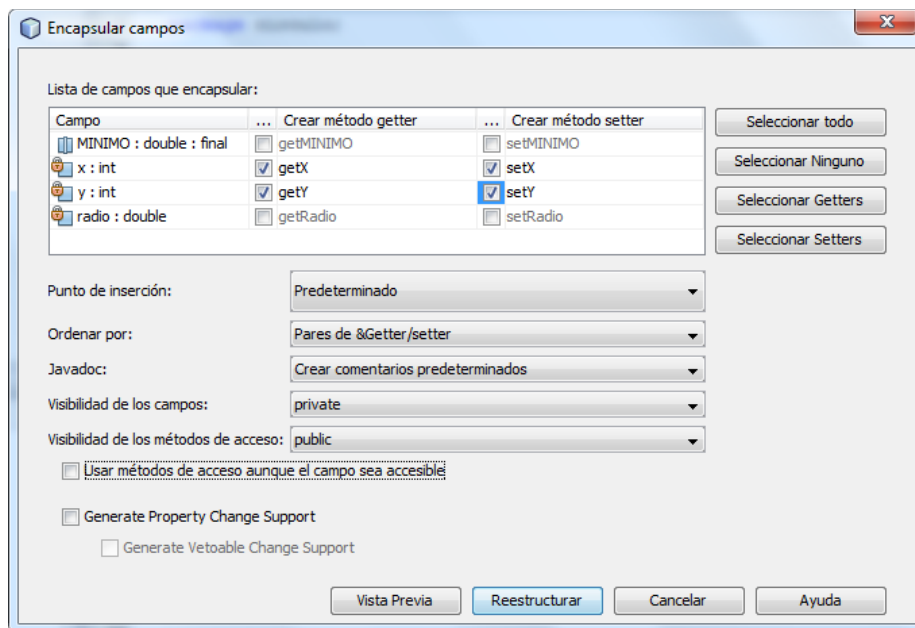 Encapsular campos
Lista de campos que encapsular:
Campo ... Crear método getter ... Crear método setter
MINIMO : double : final getMINIMO setMINIMO
x : int getX setX
y : int getY setY
radio : double getRadio setRadio
Seleccionar todo
Seleccionar Ninguno
Seleccionar Getters
Seleccionar Setters
Punto de inserción: Predeterminado
Ordenar por: Pares de &Getter/setter
Javadoc: Crear comentarios predeterminados
Visibilidad de los campos: private
Visibilidad de los métodos de acceso: public
Usar métodos de acceso aunque el campo sea accesible
Generate Property Change Support
Generate Vetoable Change Support
Vista Previa Reestructurar Cancelar Ayuda